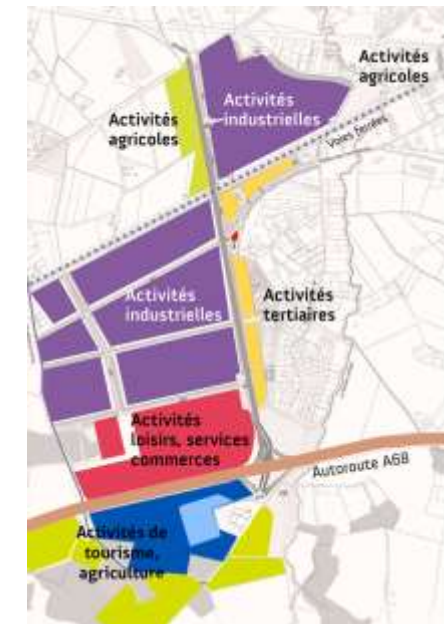 Activités
agricoles
Activités
industrielles
Activités
agricoles
Voies ferrées
Activités
industrielles
Activités
tertiaires
Activités
loisirs, services
commerces
Autoroute A68
Activités de
tourisme,
agriculture